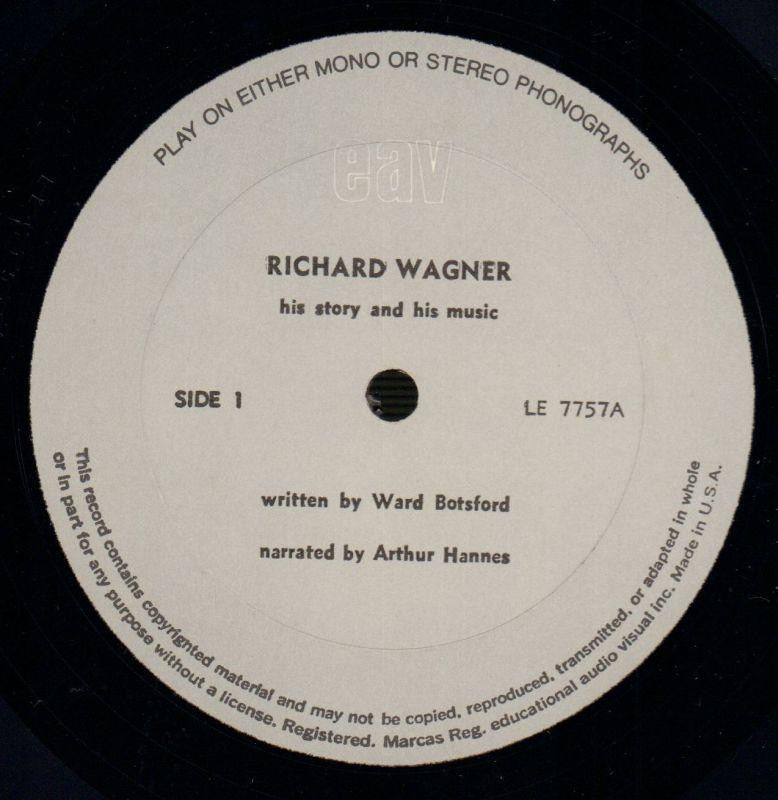 PLAY ON EITHER MONO OR STEREO PHONOGRAPHS
eav
RICHARD WAGNER
his story and his music
SIDE 1
LE 7757A
written by Ward Botsford
narrated by Arthur Hannes
This record contains copyrighted material and may not be copied, reproduced, transmitted, or adapted in whole
or in part for any purpose without a license. Registered. Marcas Reg. educational audio visual inc. Made in U.S.A.